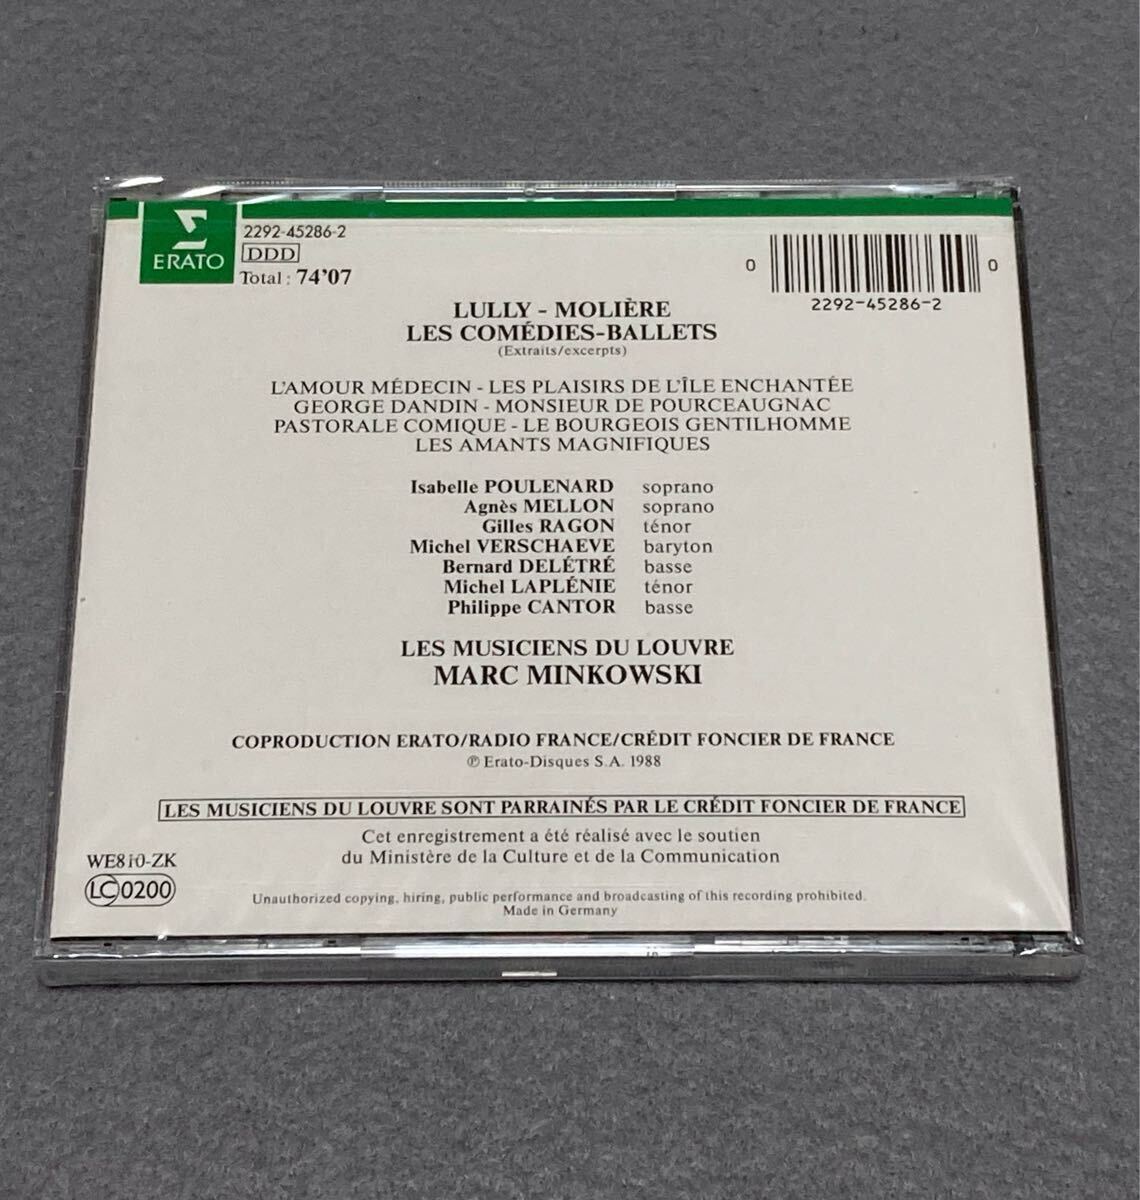 ERATO
2292-45286-2
DDD
Total : 74'07
0 0
2292-45286-2
LULLY - MOLIÈRE
LES COMÉDIES-BALLETS
(Extraits/excerpts)
L'AMOUR MÉDECIN - LES PLAISIRS DE L'ÎLE ENCHANTÉE
GEORGE DANDIN - MONSIEUR DE POURCEAUGNAC
PASTORALE COMIQUE - LE BOURGEOIS GENTILHOMME
LES AMANTS MAGNIFIQUES
Isabelle POULENARD soprano
Agnès MELLON soprano
Gilles RAGON ténor
Michel VERSCHAEVE baryton
Bernard DELÉTRÉ basse
Michel LAPLÉNIE ténor
Philippe CANTOR basse
LES MUSICIENS DU LOUVRE
MARC MINKOWSKI
COPRODUCTION ERATO/RADIO FRANCE/CRÉDIT FONCIER DE FRANCE
℗ Erato-Disques S.A. 1988
LES MUSICIENS DU LOUVRE SONT PARRAINÉS PAR LE CRÉDIT FONCIER DE FRANCE
Cet enregistrement a été réalisé avec le soutien
du Ministère de la Culture et de la Communication
WE810-ZK
LC 0200
Unauthorized copying, hiring, public performance and broadcasting of this recording prohibited.
Made in Germany